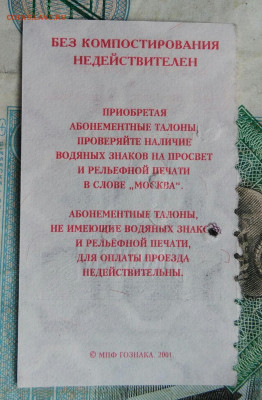 БЕЗ КОМПОСТИРОВАНИЯ
НЕДЕЙСТВИТЕЛЕН
ПРИОБРЕТАЯ
АБОНЕМЕНТНЫЕ ТАЛОНЫ,
ПРОВЕРЯЙТЕ НАЛИЧИЕ
ВОДЯНЫХ ЗНАКОВ НА ПРОСВЕТ
И РЕЛЬЕФНОЙ ПЕЧАТИ
В СЛОВЕ „МОСКВА“.
АБОНЕМЕНТНЫЕ ТАЛОНЫ,
НЕ ИМЕЮЩИЕ ВОДЯНЫХ ЗНАКОВ
И РЕЛЬЕФНОЙ ПЕЧАТИ,
ДЛЯ ОПЛАТЫ ПРОЕЗДА
НЕДЕЙСТВИТЕЛЬНЫ.
© МПФ ГОЗНАКА. 2001